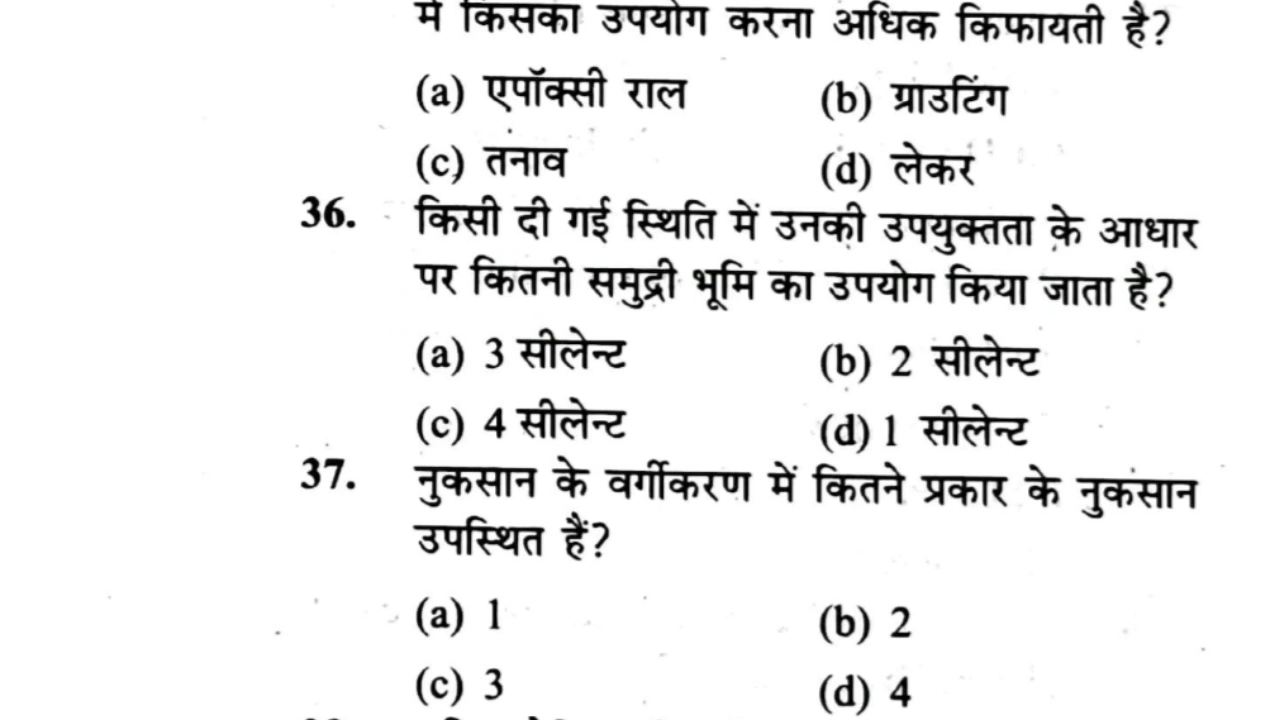 में किसका उपयोग करना अधिक किफायती है?
(a) एपॉक्सी राल (b) ग्राउटिंग
(c) तनाव (d) लेकर
36. किसी दी गई स्थिति में उनकी उपयुक्तता के आधार
पर कितनी समुद्री भूमि का उपयोग किया जाता है?
(a) 3 सीलेन्ट (b) 2 सीलेन्ट
(c) 4 सीलेन्ट (d) 1 सीलेन्ट
37. नुकसान के वर्गीकरण में कितने प्रकार के नुकसान
उपस्थित हैं?
(a) 1 (b) 2
(c) 3 (d) 4